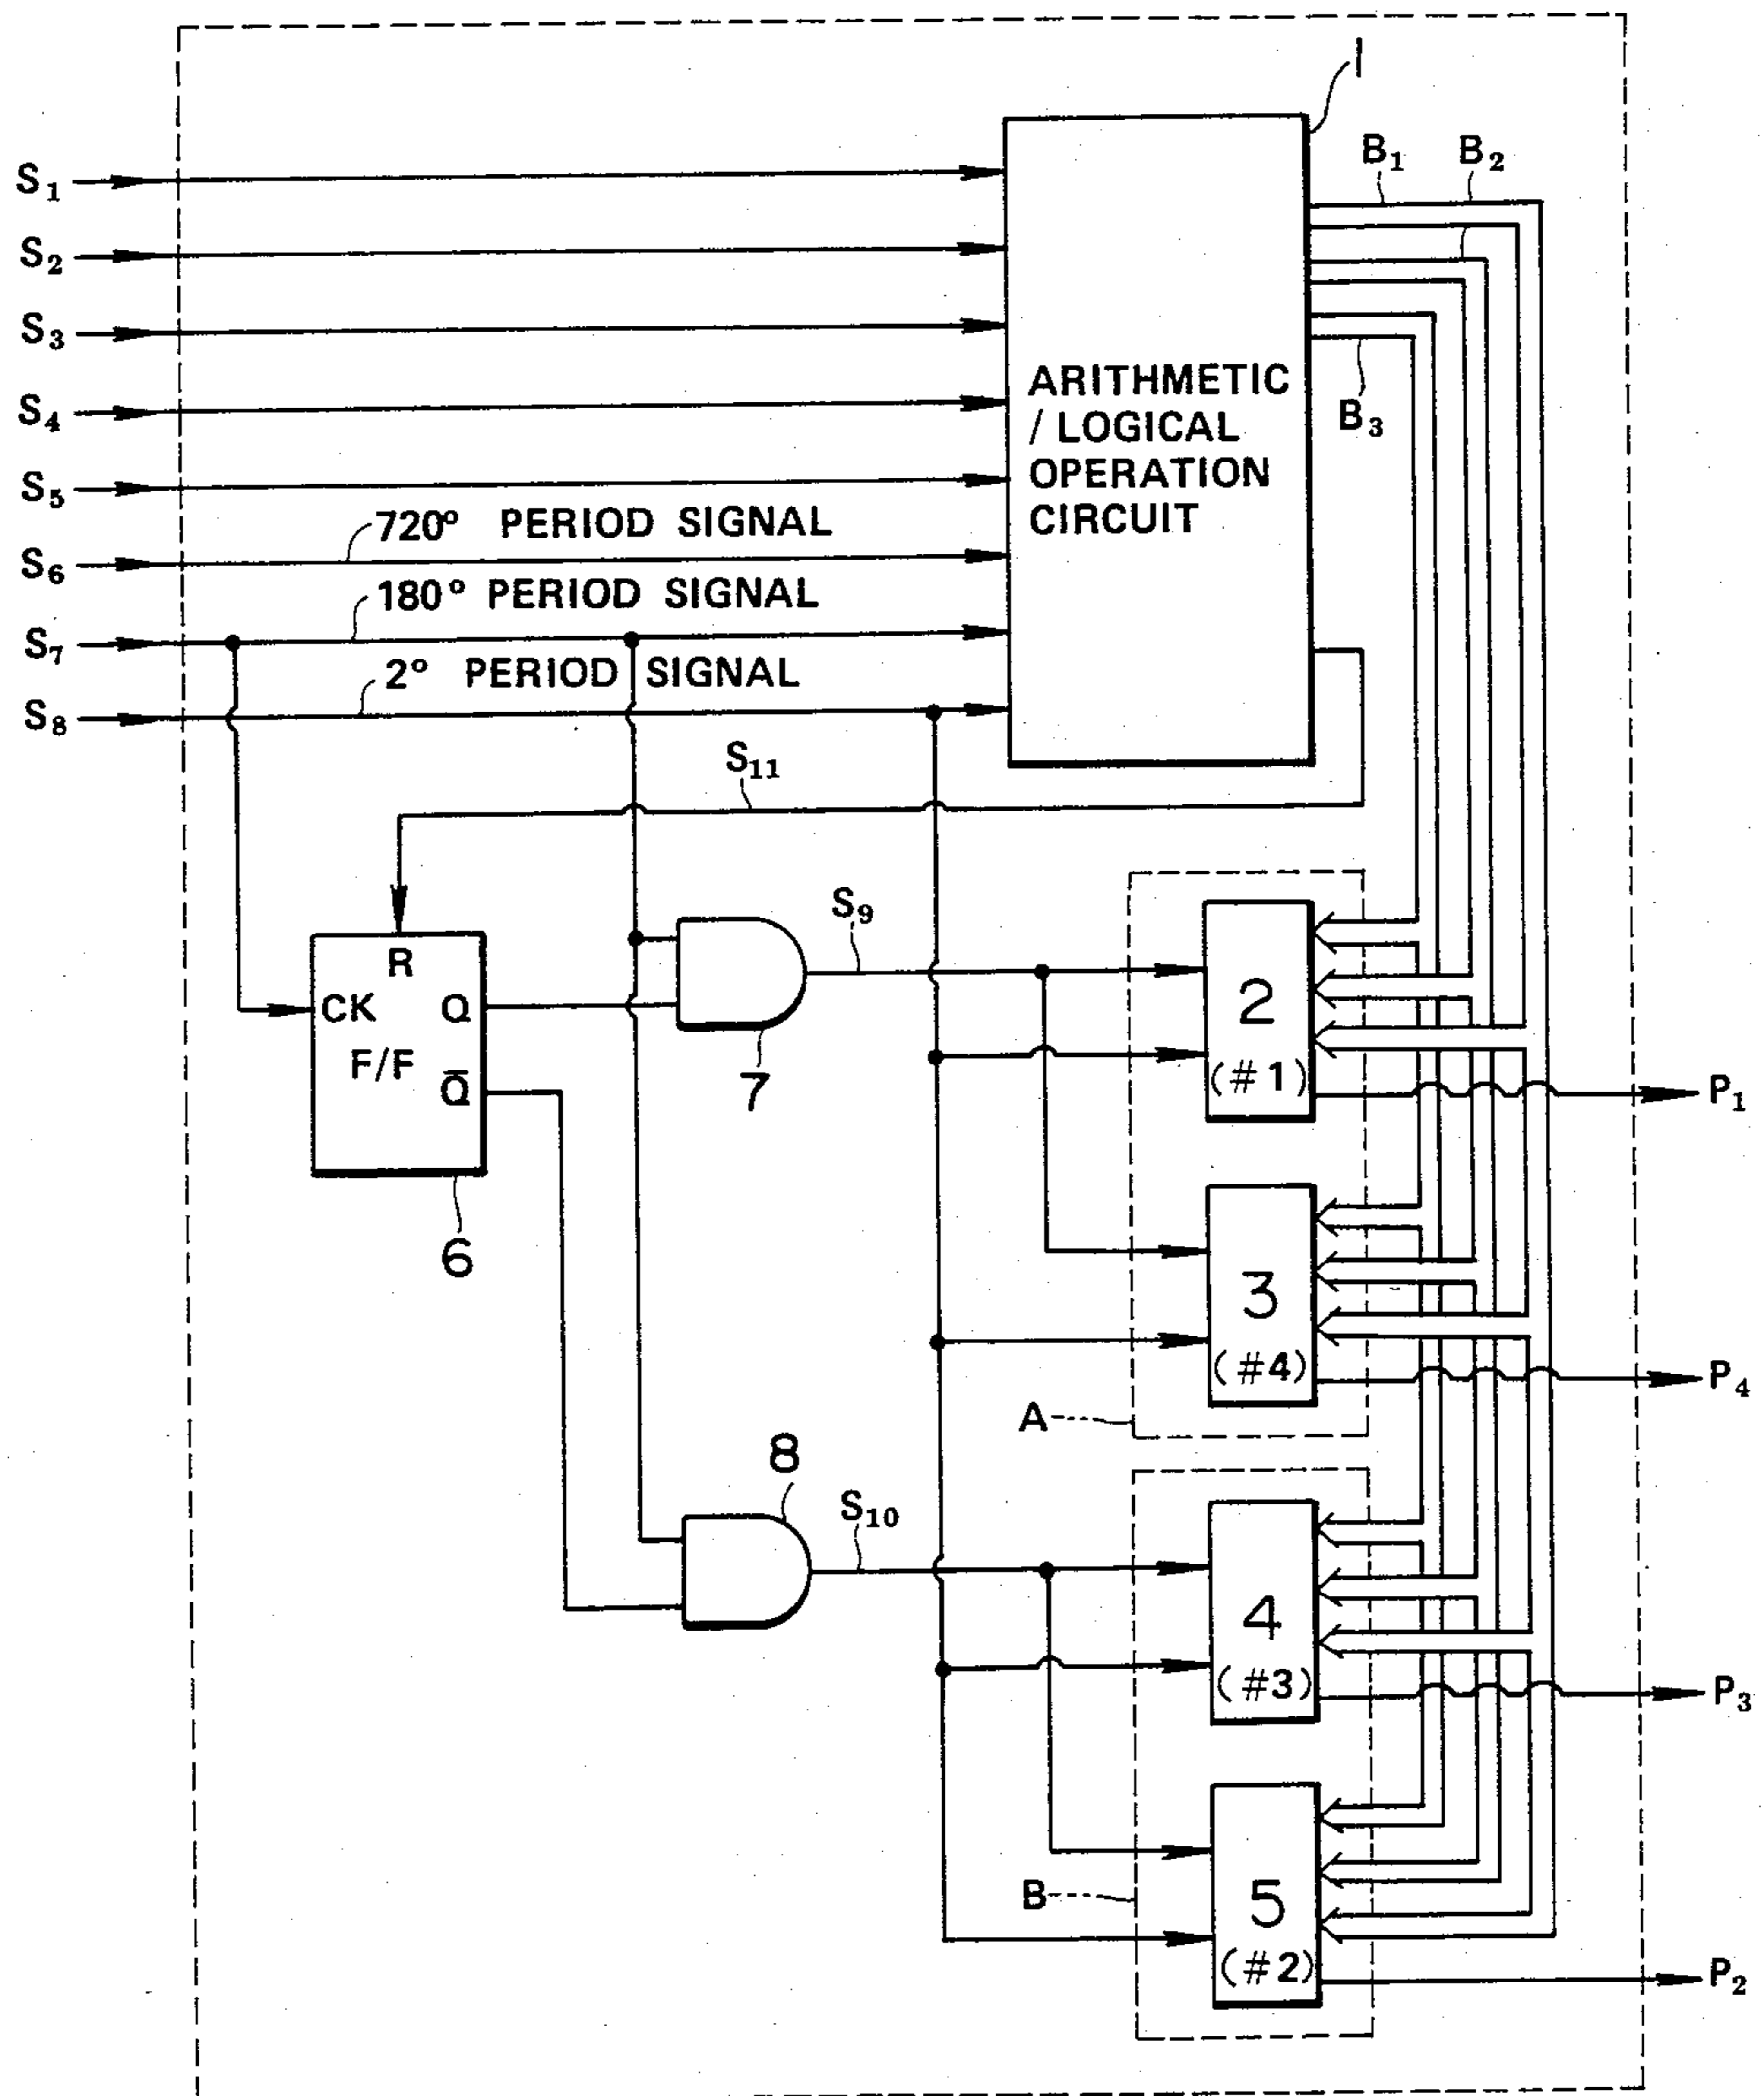 1
B₁ B₂
S₁
S₂
S₃
S₄
S₅
S₆
S₇
S₈
ARITHMETIC
/ LOGICAL
OPERATION
CIRCUIT
B₃
720° PERIOD SIGNAL
180° PERIOD SIGNAL
2° PERIOD SIGNAL
S₁₁
S₉
R
CK Q
F/F Q̅
6
7
2
(#1)
P₁
3
(#4)
P₄
A
8
S₁₀
4
(#3)
P₃
B
5
(#2)
P₂